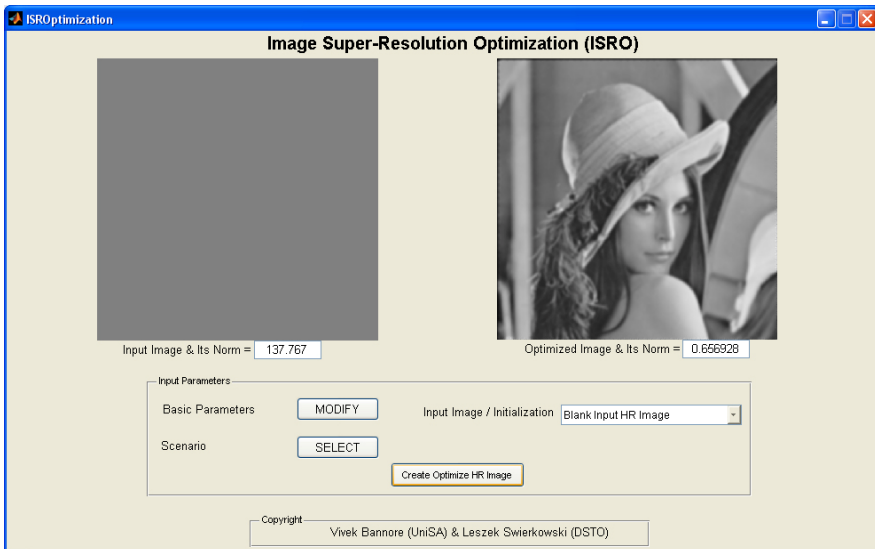 ISROptimization
Image Super-Resolution Optimization (ISRO)
Input Image & Its Norm = 137.767
Optimized Image & Its Norm = 0.656928
Input Parameters
Basic Parameters MODIFY Input Image / Initialization Blank Input HR Image
Scenario SELECT
Create Optimize HR Image
Copyright
Vivek Bannore (UniSA) & Leszek Swierkowski (DSTO)